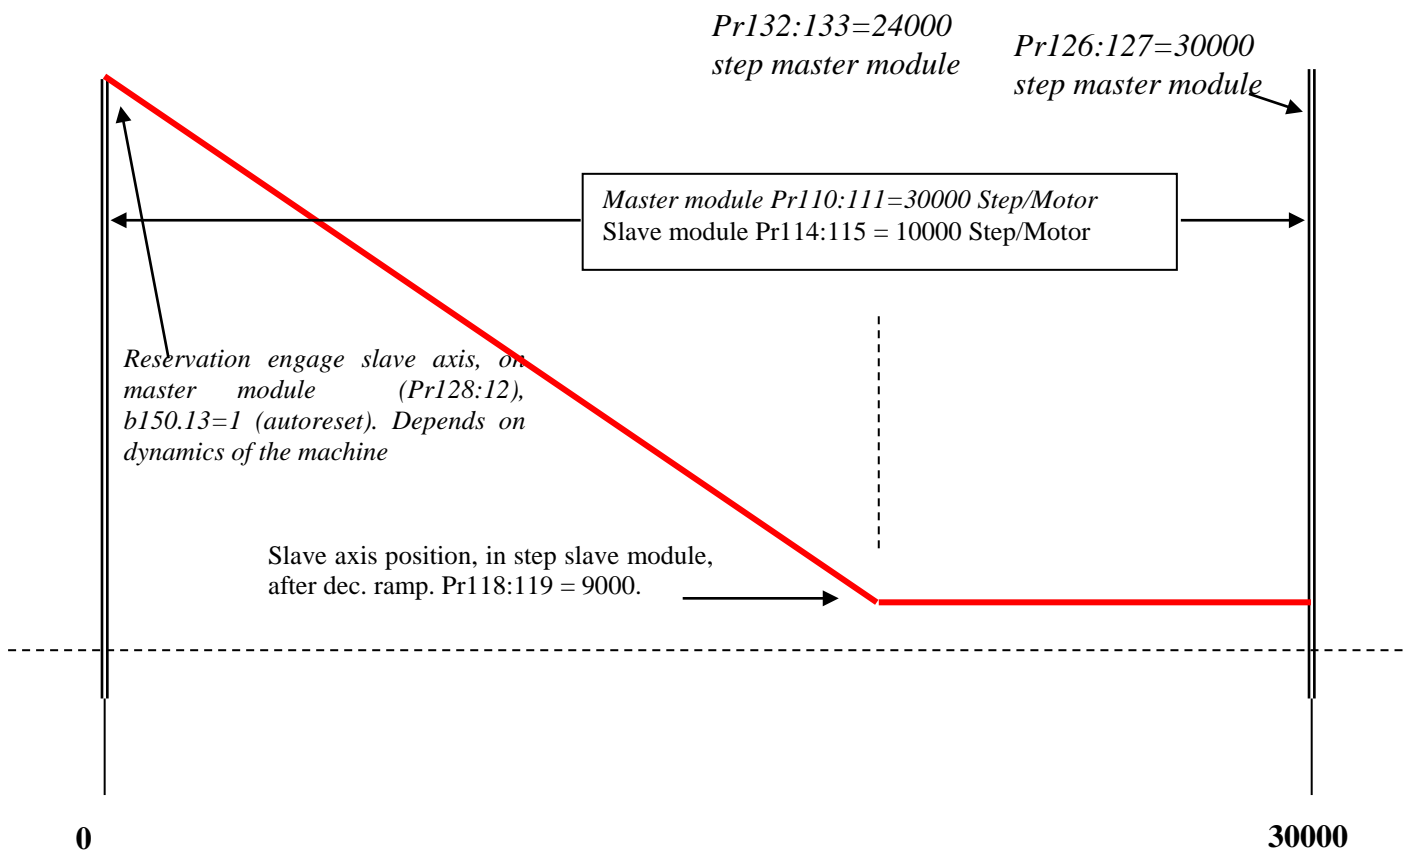 Pr132:133=24000
step master module
Pr126:127=30000
step master module
Master module Pr110:111=30000 Step/Motor
Slave module Pr114:115 = 10000 Step/Motor
Reservation engage slave axis, on
master module (Pr128:12),
b150.13=1 (autoreset). Depends on
dynamics of the machine
Slave axis position, in step slave module,
after dec. ramp. Pr118:119 = 9000.
0
30000